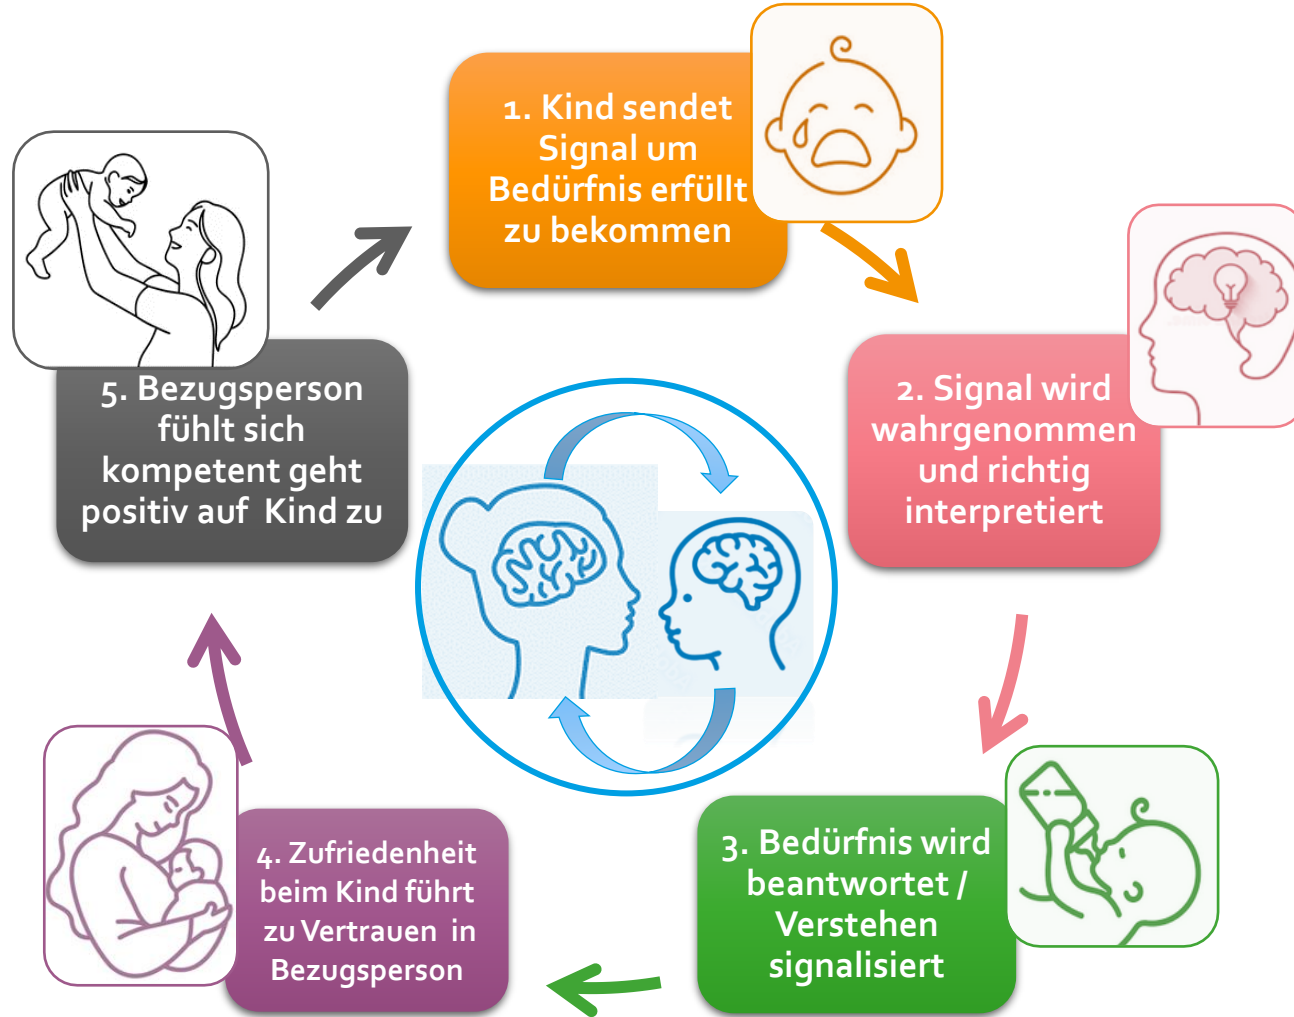 1. Kind sendet
Signal um
Bedürfnis erfüllt
zu bekommen
2. Signal wird
wahrgenommen
und richtig
interpretiert
3. Bedürfnis wird
beantwortet /
Verstehen
signalisiert
4. Zufriedenheit
beim Kind führt
zu Vertrauen in
Bezugsperson
5. Bezugsperson
fühlt sich
kompetent geht
positiv auf Kind zu